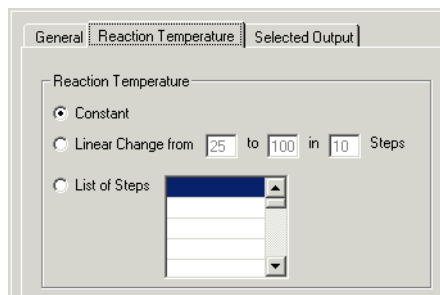 General Reaction Temperature Selected Output
Reaction Temperature
Constant
Linear Change from 25 to 100 in 10 Steps
List of Steps